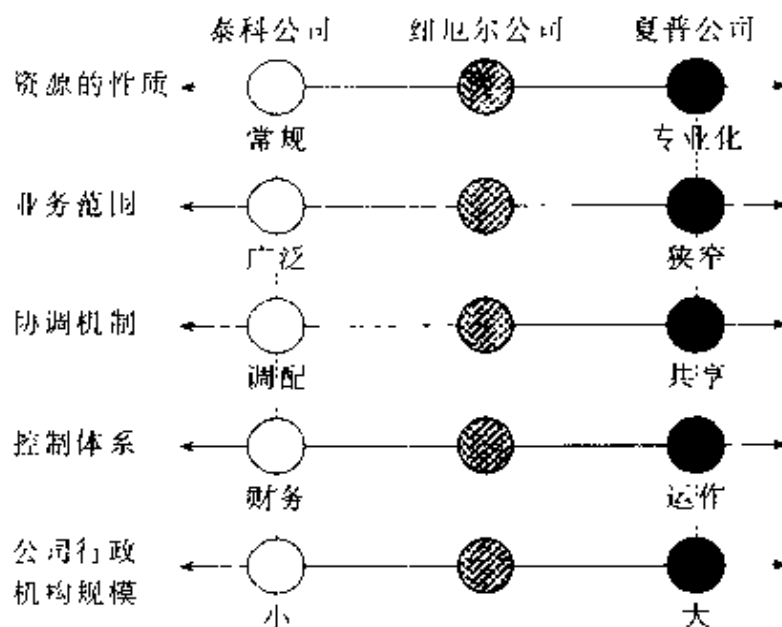 泰科公司 纽厄尔公司 夏普公司
资源的性质
常规 专业化
业务范围
广泛 狭窄
协调机制
调配 共享
控制体系
财务 运作
公司行政
机构规模
小 大